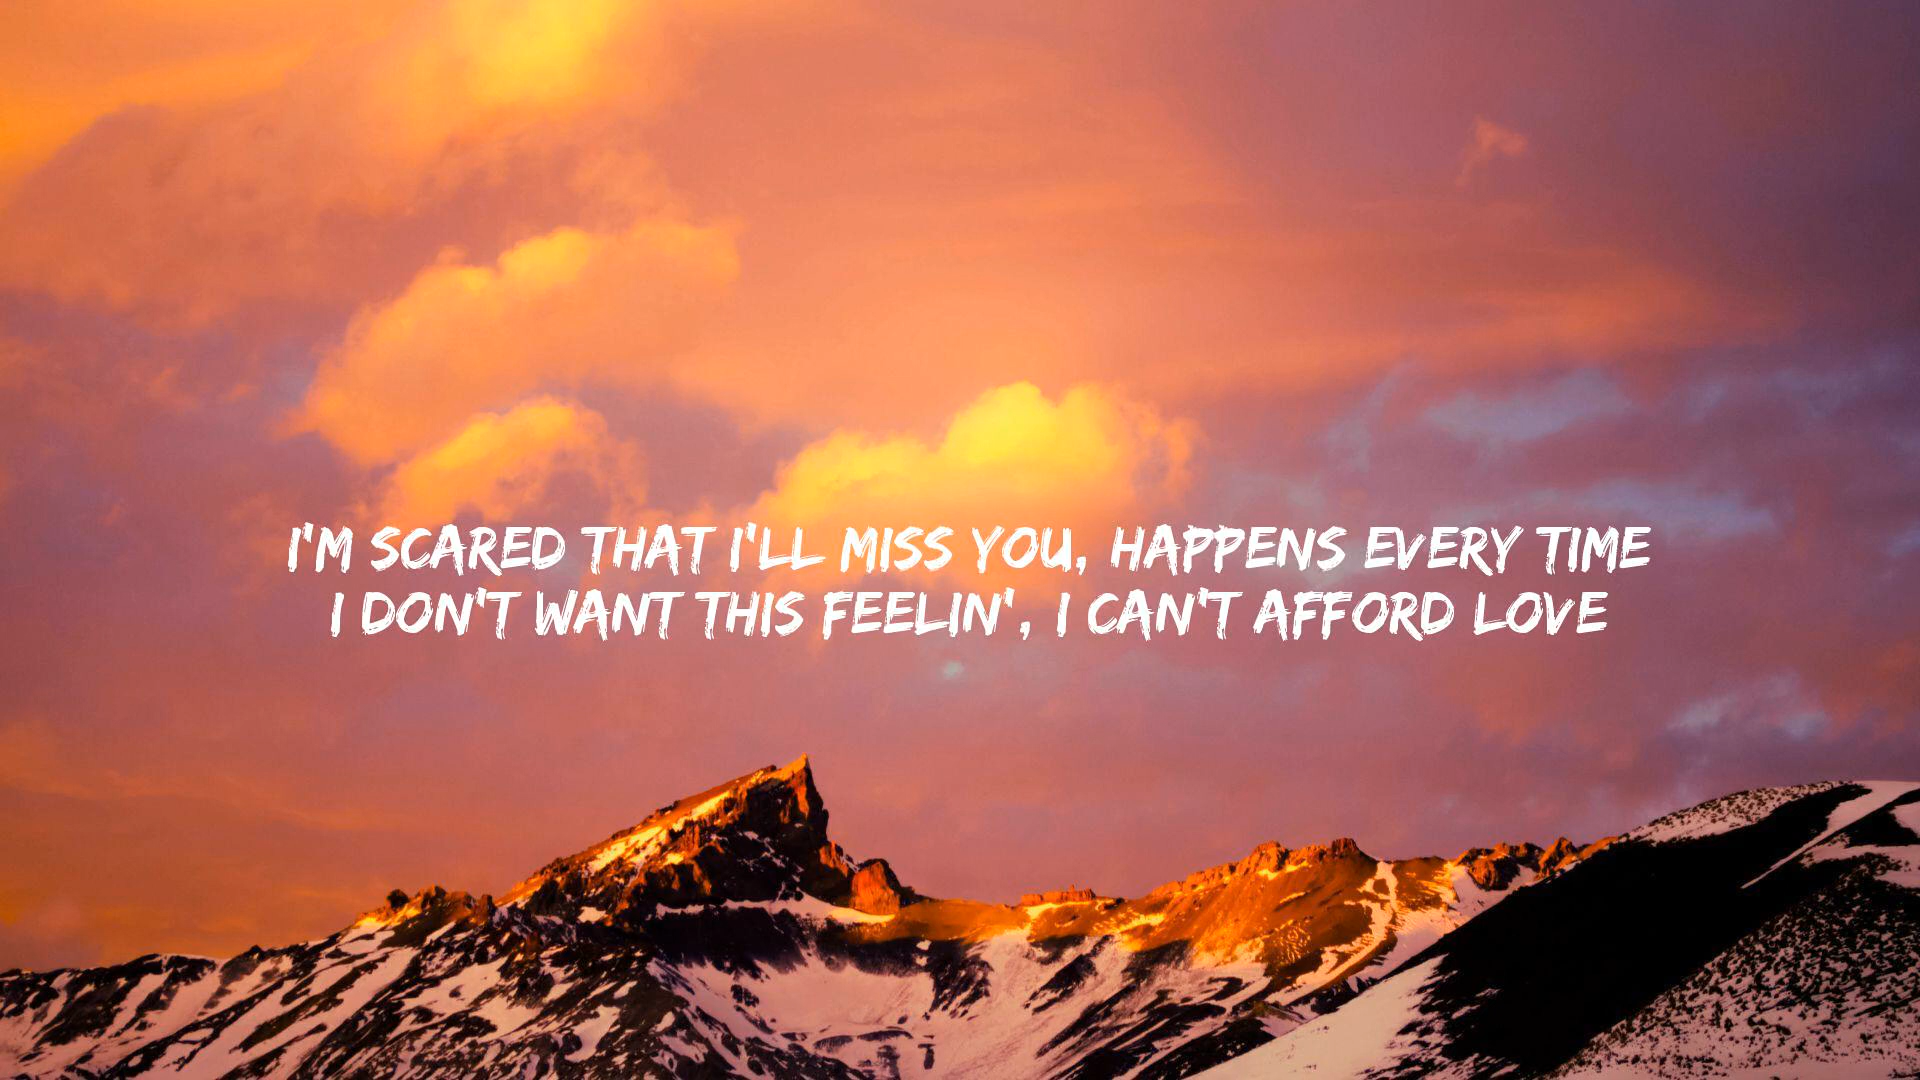 I'M SCARED THAT I'LL MISS YOU, HAPPENS EVERY TIME
I DON'T WANT THIS FEELIN', I CAN'T AFFORD LOVE